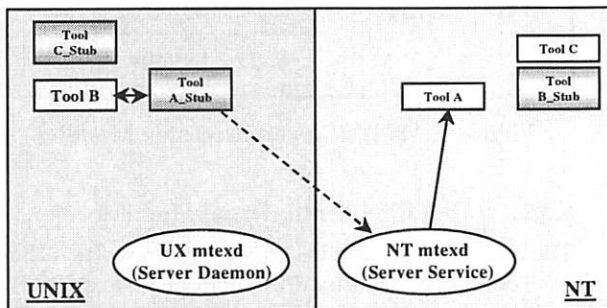 Tool
C_Stub
Tool B
Tool
A_Stub
UX mtexd
(Server Daemon)
UNIX
Tool C
Tool
B_Stub
Tool A
NT mtexd
(Server Service)
NT